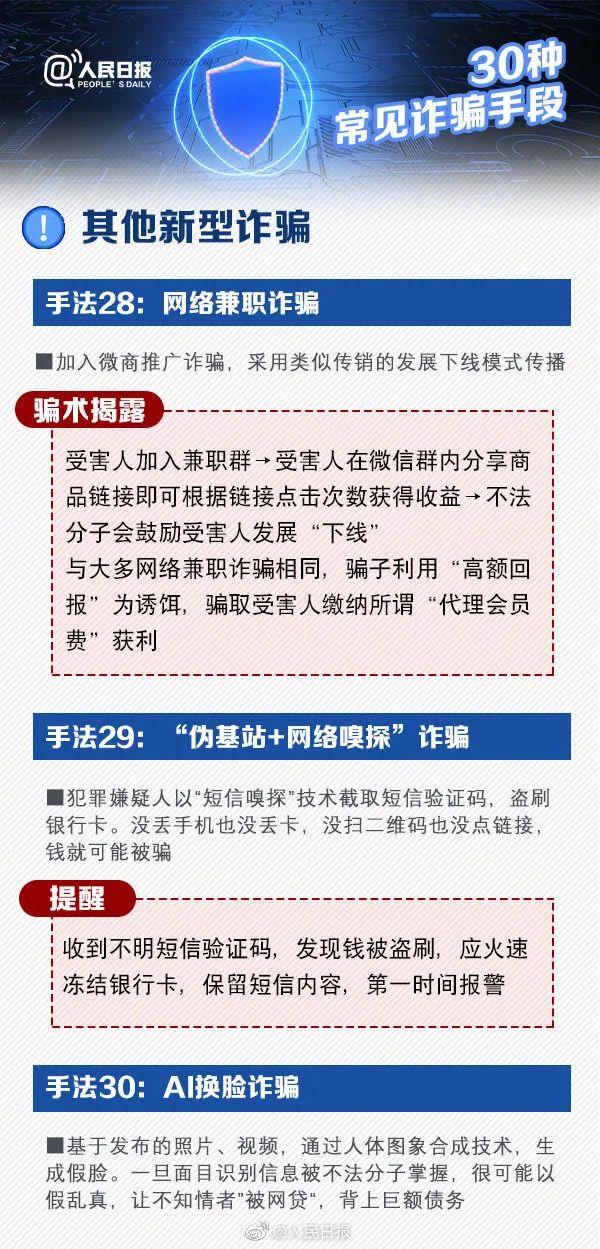 @人民日报
PEOPLE'S DAILY
30种
常见诈骗手段
! 其他新型诈骗
手法28：网络兼职诈骗
■加入微商推广诈骗，采用类似传销的发展下线模式传播
骗术揭露
受害人加入兼职群→受害人在微信群内分享商
品链接即可根据链接点击次数获得收益→不法
分子会鼓励受害人发展“下线”
与大多网络兼职诈骗相同，骗子利用“高额回
报”为诱饵，骗取受害人缴纳所谓“代理会员
费”获利
手法29：“伪基站+网络嗅探”诈骗
■犯罪嫌疑人以“短信嗅探”技术截取短信验证码，盗刷
银行卡。没丢手机也没丢卡，没扫二维码也没点链接，
钱就可能被骗
提醒
收到不明短信验证码，发现钱被盗刷，应火速
冻结银行卡，保留短信内容，第一时间报警
手法30：AI换脸诈骗
■基于发布的照片、视频，通过人体图象合成技术，生
成假脸。一旦面目识别信息被不法分子掌握，很可能以
假乱真，让不知情者”被网贷“，背上巨额债务
@人民日报